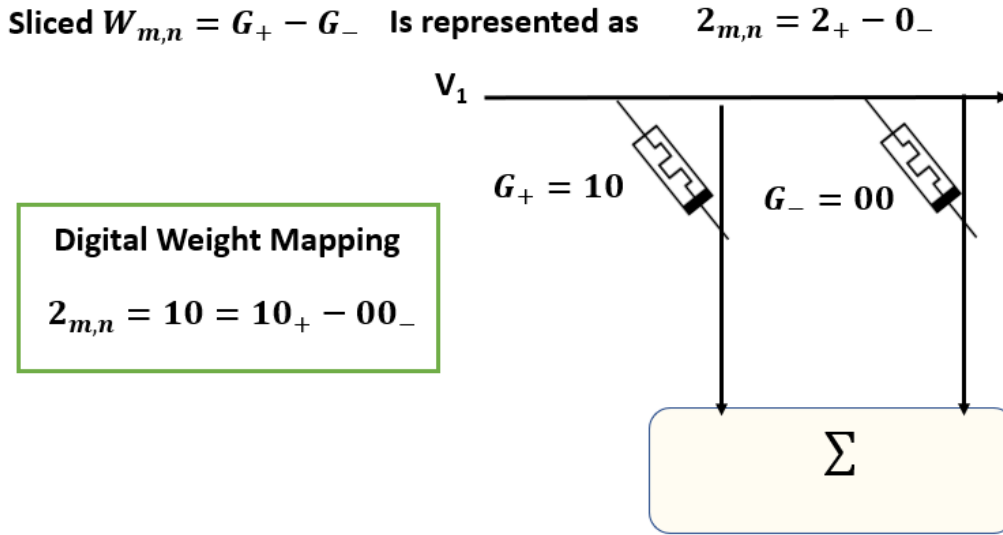 Sliced W_{m,n} = G_+ − G_− Is represented as 2_{m,n} = 2_+ − 0_−
V_1
G_+ = 10
G_− = 00
Digital Weight Mapping
2_{m,n} = 10 = 10_+ − 00_−
Σ